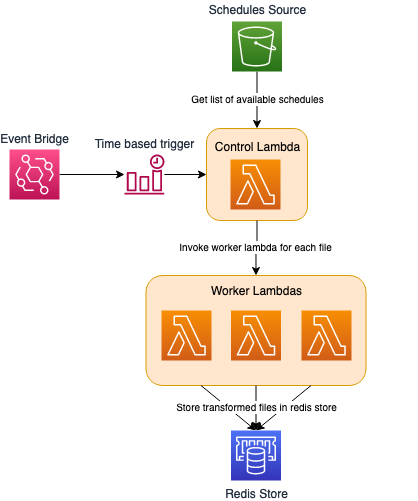 Schedules Source
Get list of available schedules
Event Bridge
Time based trigger
Control Lambda
Invoke worker lambda for each file
Worker Lambdas
Store transformed files in redis store
Redis Store